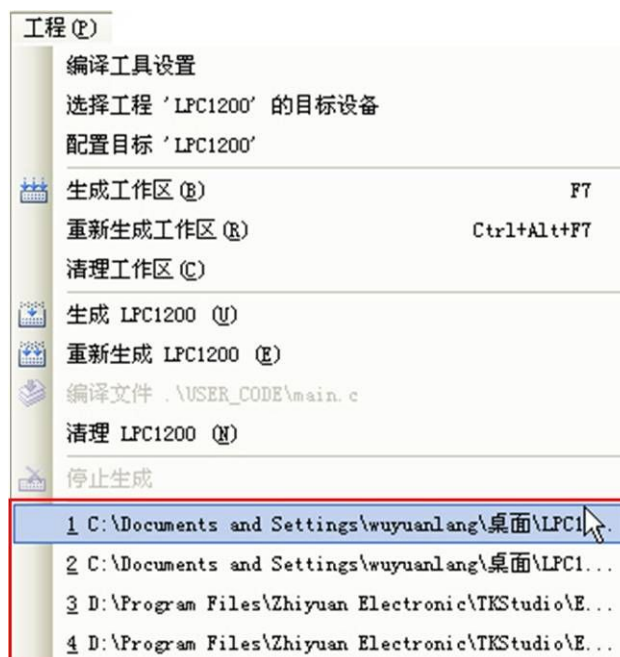 工程(P)
编译工具设置
选择工程 'LPC1200' 的目标设备
配置目标 'LPC1200'
生成工作区(B) F7
重新生成工作区(R) Ctrl+Alt+F7
清理工作区(C)
生成 LPC1200 (U)
重新生成 LPC1200 (E)
编译文件 .\USER_CODE\main.c
清理 LPC1200 (N)
停止生成
1 C:\Documents and Settings\wuyuanlang\桌面\LPC1...
2 C:\Documents and Settings\wuyuanlang\桌面\LPC1...
3 D:\Program Files\Zhiyuan Electronic\TKStudio\E...
4 D:\Program Files\Zhiyuan Electronic\TKStudio\E...